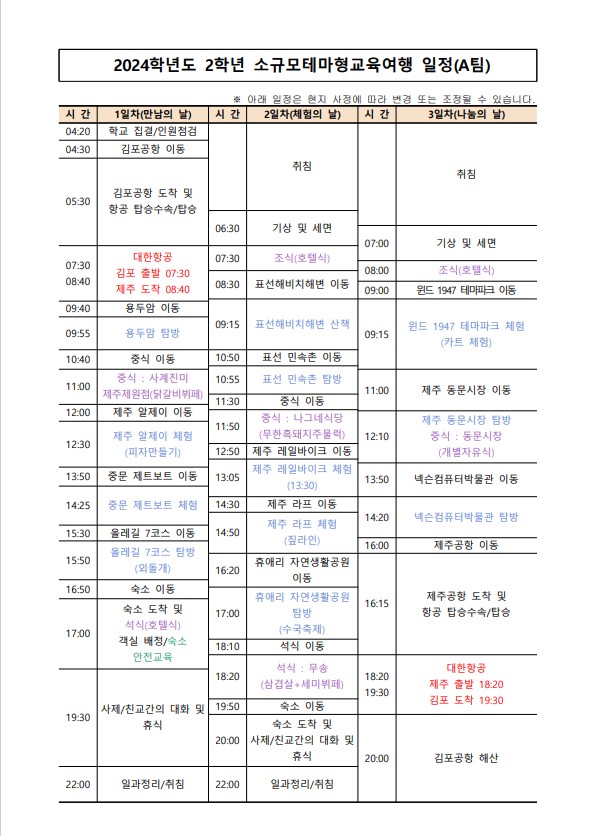 2024학년도 2학년 소규모테마형교육여행 일정(A팀)
※ 아래 일정은 현지 사정에 따라 변경 또는 조정될 수 있습니다.
시 간 1일차(만남의 날)
04:20 학교 집결/인원점검
04:30 김포공항 이동
05:30 김포공항 도착 및
항공 탑승수속/탑승
07:30
08:40
대한항공
김포 출발 07:30
제주 도착 08:40
09:40 용두암 이동
09:55 용두암 탐방
10:40 중식 이동
11:00 중식 : 사계진미
제주제원점(닭갈비뷔페)
12:00 제주 알제이 이동
12:30 제주 알제이 체험
(피자만들기)
13:50 중문 제트보트 이동
14:25 중문 제트보트 체험
15:30 올레길 7코스 이동
15:50 올레길 7코스 탐방
(외돌개)
16:50 숙소 이동
17:00 숙소 도착 및
석식(호텔식)
객실 배정/숙소
안전교육
19:30 사제/친교간의 대화 및
휴식
22:00 일과정리/취침
시 간 2일차(체험의 날)
취침
06:30 기상 및 세면
07:30 조식(호텔식)
08:30 표선해비치해변 이동
09:15 표선해비치해변 산책
10:50 표선 민속촌 이동
10:55 표선 민속촌 탐방
11:30 중식 이동
11:50 중식 : 나그네식당
(무한흑돼지주물럭)
12:50 제주 레일바이크 이동
13:05 제주 레일바이크 체험
(13:30)
14:30 제주 라프 이동
14:50 제주 라프 체험
(짚라인)
16:20 휴애리 자연생활공원
이동
17:00 휴애리 자연생활공원
탐방
(수국축제)
18:10 석식 이동
18:20 석식 : 무송
(삼겹살+세미뷔페)
19:50 숙소 이동
20:00 숙소 도착 및
사제/친교간의 대화 및
휴식
22:00 일과정리/취침
시 간 3일차(나눔의 날)
취침
07:00 기상 및 세면
08:00 조식(호텔식)
09:00 윈드 1947 테마파크 이동
09:15 윈드 1947 테마파크 체험
(카트 체험)
11:00 제주 동문시장 이동
12:10 제주 동문시장 탐방
중식 : 동문시장
(개별자유식)
13:50 넥슨컴퓨터박물관 이동
14:20 넥슨컴퓨터박물관 탐방
16:00 제주공항 이동
16:15 제주공항 도착 및
항공 탑승수속/탑승
18:20
19:30
대한항공
제주 출발 18:20
김포 도착 19:30
20:00 김포공항 해산